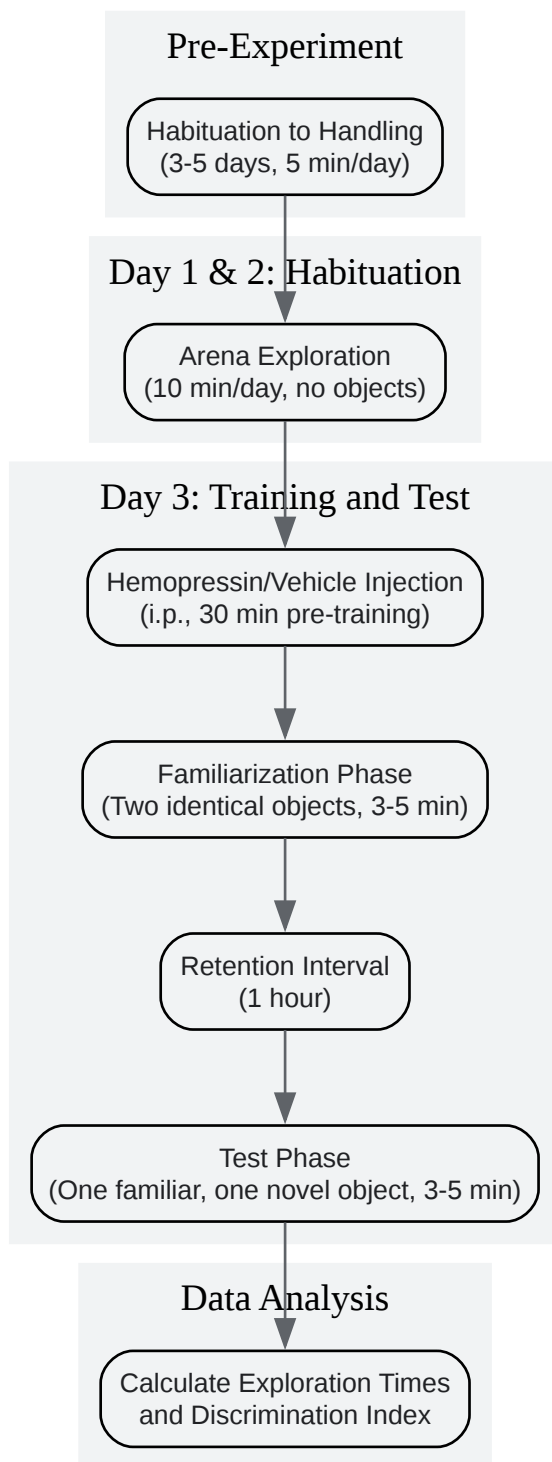 Pre-Experiment
Habituation to Handling
(3-5 days, 5 min/day)
Day 1 & 2: Habituation
Arena Exploration
(10 min/day, no objects)
Day 3: Training and Test
Hemopressin/Vehicle Injection
(i.p., 30 min pre-training)
Familiarization Phase
(Two identical objects, 3-5 min)
Retention Interval
(1 hour)
Test Phase
(One familiar, one novel object, 3-5 min)
Data Analysis
Calculate Exploration Times
and Discrimination Index